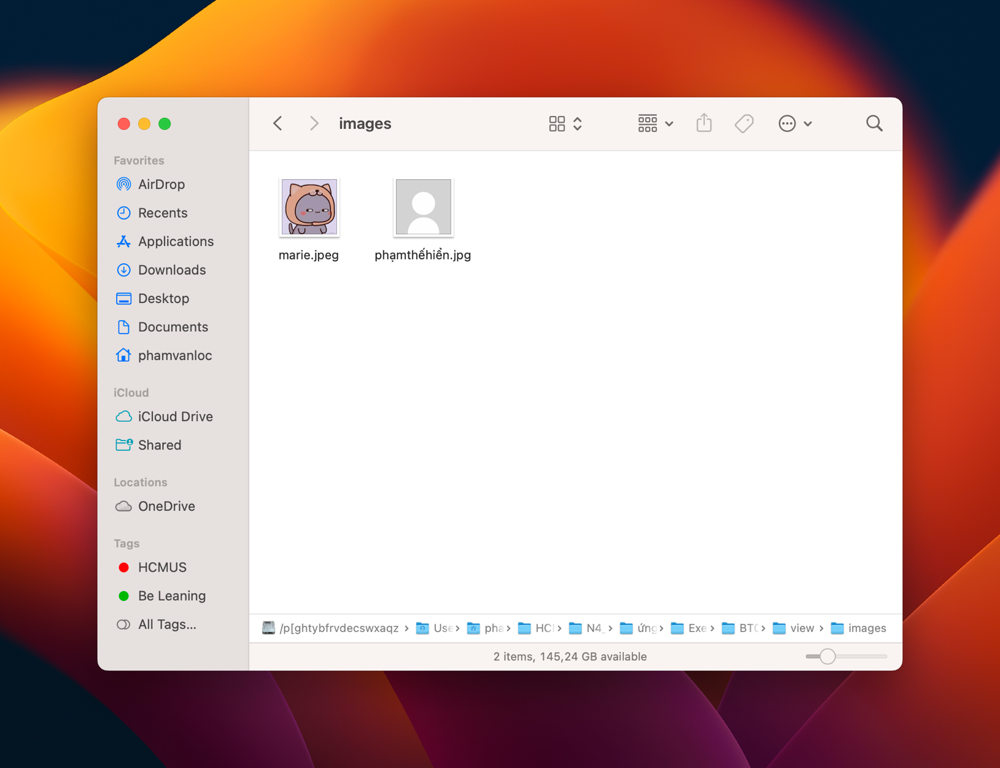 images
Favorites
AirDrop
Recents
Applications
Downloads
Desktop
Documents
phamvanloc
iCloud
iCloud Drive
Shared
Locations
OneDrive
Tags
HCMUS
Be Leaning
All Tags...
marie.jpeg
phạmthếhiển.jpg
/p[ghtybfrvdecswxaqz › Use › pha › HC › N4_ › ứng › Exe › BT0 › view › images
2 items, 145,24 GB available